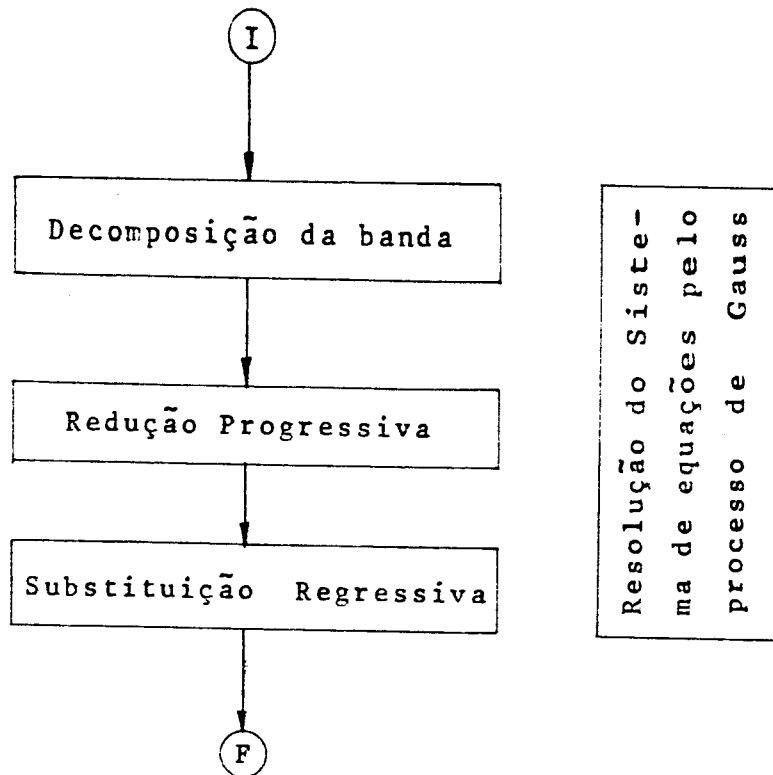 I
Decomposição da banda
Redução Progressiva
Substituição Regressiva
F
Resolução do Siste-
ma de equações pelo
processo de Gauss